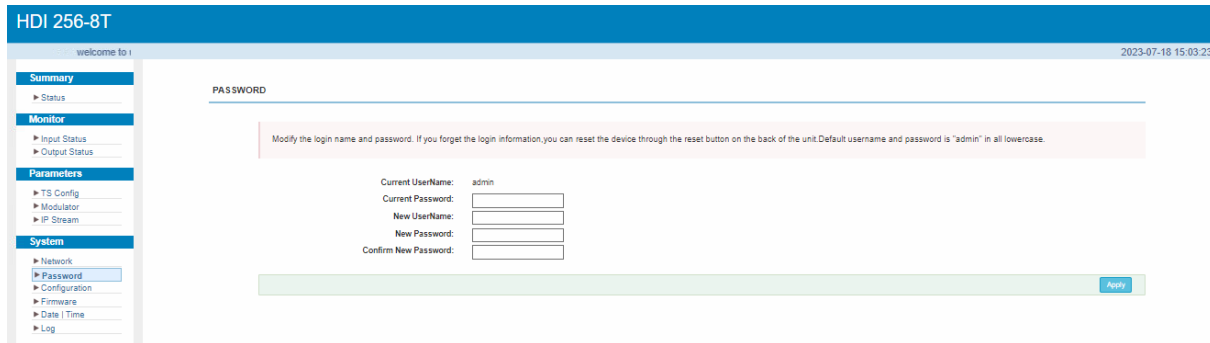 HDI 256-8T
welcome to
2023-07-18 15:03:23
Summary
Status
Monitor
Input Status
Output Status
Parameters
TS Config
Modulator
IP Stream
System
Network
Password
Configuration
Firmware
Date | Time
Log
PASSWORD
Modify the login name and password. If you forget the login information,you can reset the device through the reset button on the back of the unit.Default username and password is "admin" in all lowercase.
Current UserName: admin
Current Password:
New UserName:
New Password:
Confirm New Password:
Apply